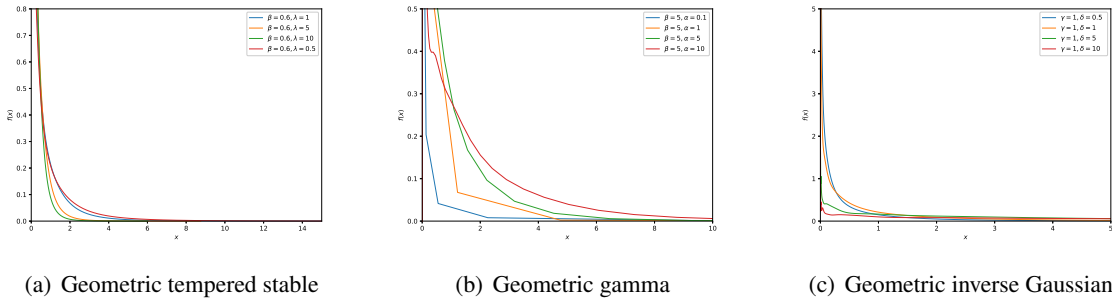 0.8
0.7
0.6
0.5
0.4
0.3
0.2
0.1
0.0
f(x)
0 2 4 6 8 10 12 14
x
β = 0.6, λ = 1
β = 0.6, λ = 5
β = 0.6, λ = 10
β = 0.6, λ = 0.5
0.5
0.4
0.3
0.2
0.1
0.0
f(x)
0 2 4 6 8 10
x
β = 5, α = 0.1
β = 5, α = 1
β = 5, α = 5
β = 5, α = 10
5
4
3
2
1
0
f(x)
0 1 2 3 4 5
x
γ = 1, δ = 0.5
γ = 1, δ = 1
γ = 1, δ = 5
γ = 1, δ = 10
(a) Geometric tempered stable
(b) Geometric gamma
(c) Geometric inverse Gaussian